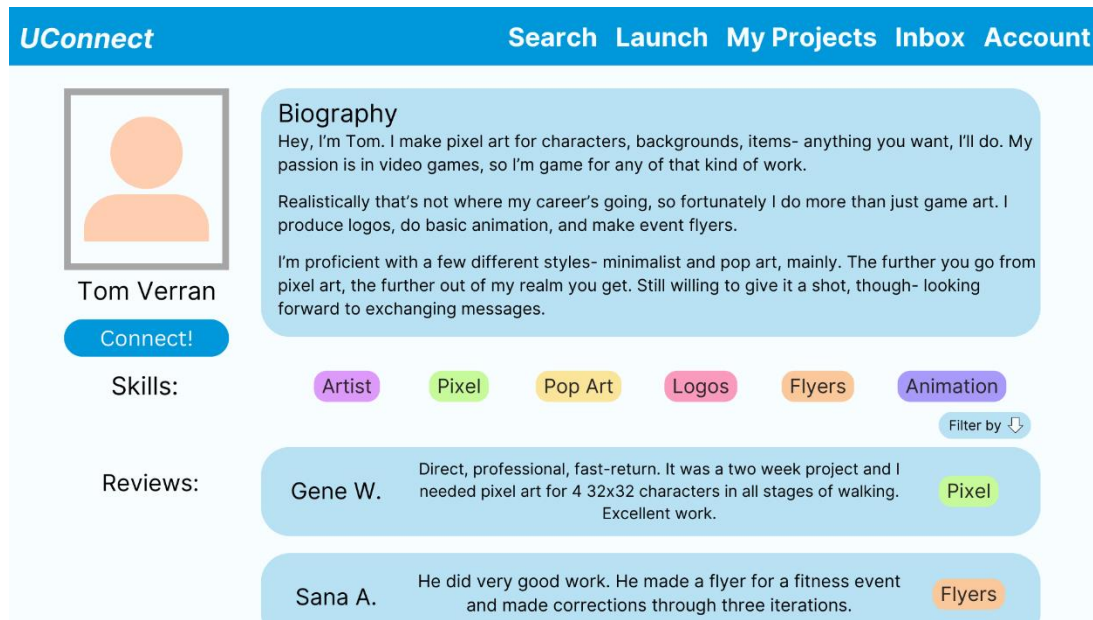 UConnect
Search Launch My Projects Inbox Account
Biography
Hey, I'm Tom. I make pixel art for characters, backgrounds, items- anything you want, I'll do. My
passion is in video games, so I'm game for any of that kind of work.
Realistically that's not where my career's going, so fortunately I do more than just game art. I
produce logos, do basic animation, and make event flyers.
I'm proficient with a few different styles- minimalist and pop art, mainly. The further you go from
pixel art, the further out of my realm you get. Still willing to give it a shot, though- looking
forward to exchanging messages.
Tom Verran
Connect!
Skills:
Artist
Pixel
Pop Art
Logos
Flyers
Animation
Filter by
Reviews:
Gene W.
Direct, professional, fast-return. It was a two week project and I
needed pixel art for 4 32x32 characters in all stages of walking.
Excellent work.
Pixel
Sana A.
He did very good work. He made a flyer for a fitness event
and made corrections through three iterations.
Flyers